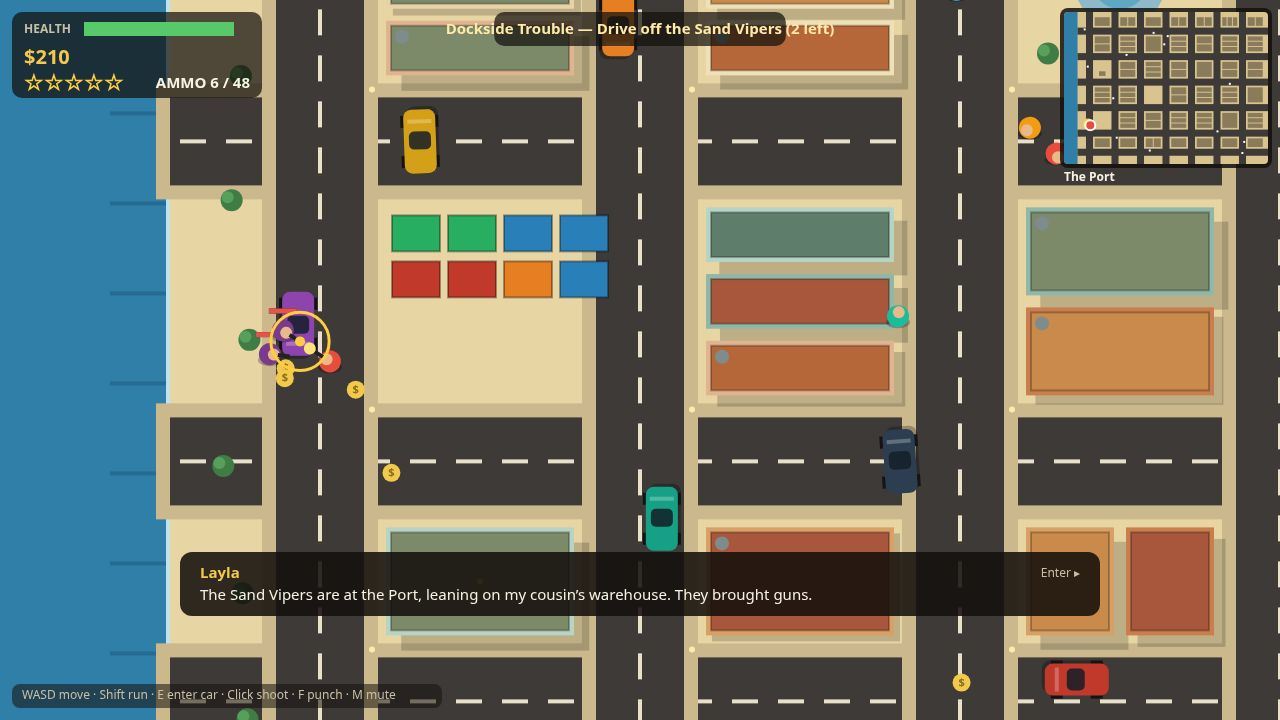 HEALTH
Dockside Trouble — Drive off the Sand Vipers (2 left)
$210
AMMO 6 / 48
The Port
$
$
$
$
Layla
Enter ▸
The Sand Vipers are at the Port, leaning on my cousin’s warehouse. They brought guns.
$
WASD move · Shift run · E enter car · Click shoot · F punch · M mute